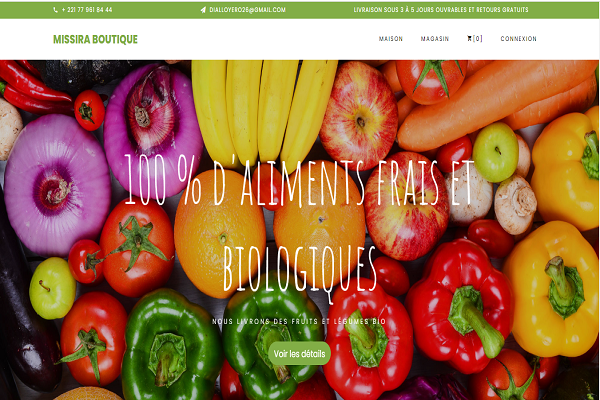 + 221 77 961 84 44
DIALLOYERO26@GMAIL.COM
LIVRAISON SOUS 3 À 5 JOURS OUVRABLES ET RETOURS GRATUITS
MISSIRA BOUTIQUE
MAISON
MAGASIN
[0]
CONNEXION
100 % D'ALIMENTS FRAIS ET
BIOLOGIQUES
NOUS LIVRONS DES FRUITS ET LÉGUMES BIO
Voir les détails